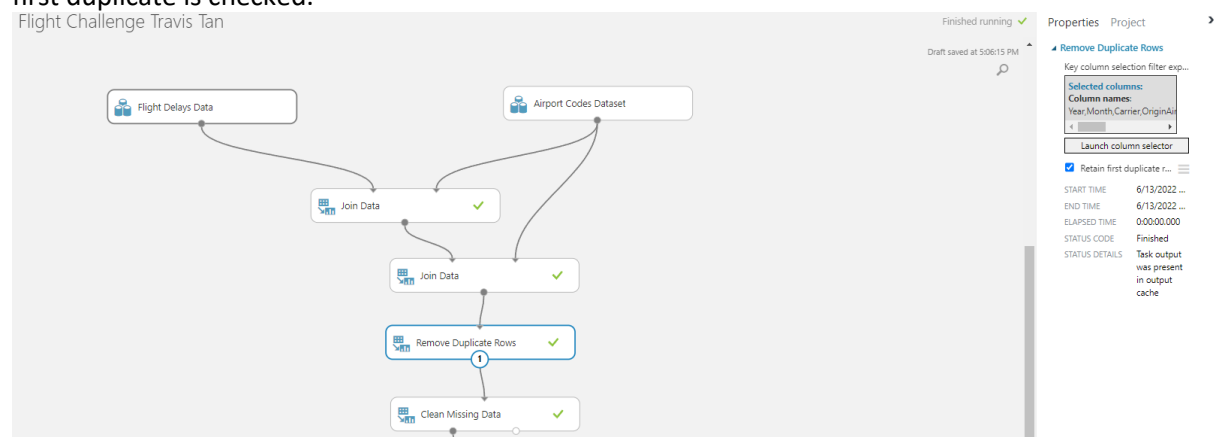 first duplicate is checked.
Flight Challenge Travis Tan
Finished running
Properties Project
Draft saved at 5:06:15 PM
Remove Duplicate Rows
Key column selection filter exp...
Selected columns:
Column names:
Year,Month,Carrier,OriginAir
Launch column selector
Retain first duplicate r...
START TIME 6/13/2022 ...
END TIME 6/13/2022 ...
ELAPSED TIME 0:00:00.000
STATUS CODE Finished
STATUS DETAILS Task output
was present
in output
cache
Flight Delays Data
Airport Codes Dataset
Join Data
Join Data
Remove Duplicate Rows
1
Clean Missing Data